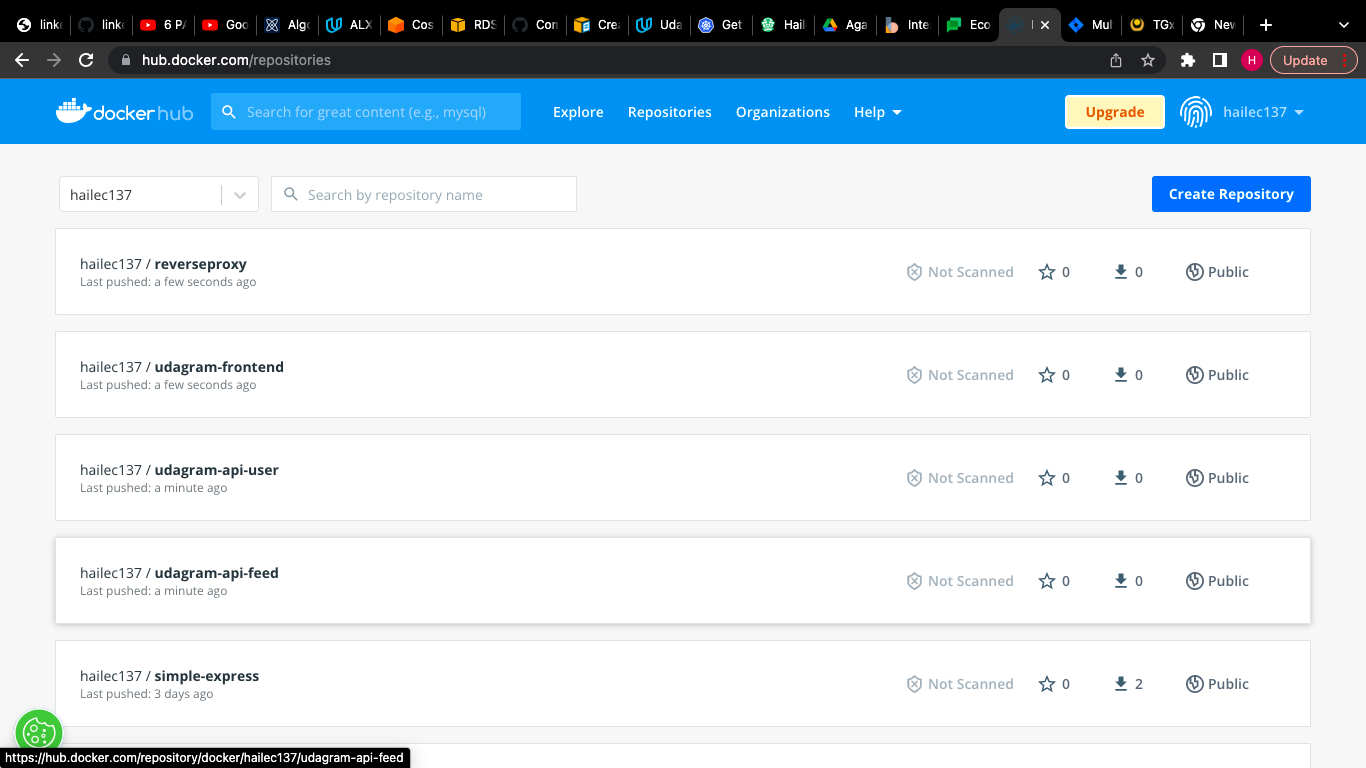 linke
linke
6 PA
Goo
Algo
ALX
Cos
RDS
Con
Crea
Uda
Get
Hail
Aga
Inte
Eco
Mul
TGx
New
hub.docker.com/repositories
H
Update
dockerhub
Search for great content (e.g., mysql)
Explore
Repositories
Organizations
Help
Upgrade
hailec137
hailec137
Search by repository name
Create Repository
hailec137 / reverseproxy
Last pushed: a few seconds ago
Not Scanned
0
0
Public
hailec137 / udagram-frontend
Last pushed: a few seconds ago
Not Scanned
0
0
Public
hailec137 / udagram-api-user
Last pushed: a minute ago
Not Scanned
0
0
Public
hailec137 / udagram-api-feed
Last pushed: a minute ago
Not Scanned
0
0
Public
hailec137 / simple-express
Last pushed: 3 days ago
Not Scanned
0
2
Public
https://hub.docker.com/repository/docker/hailec137/udagram-api-feed